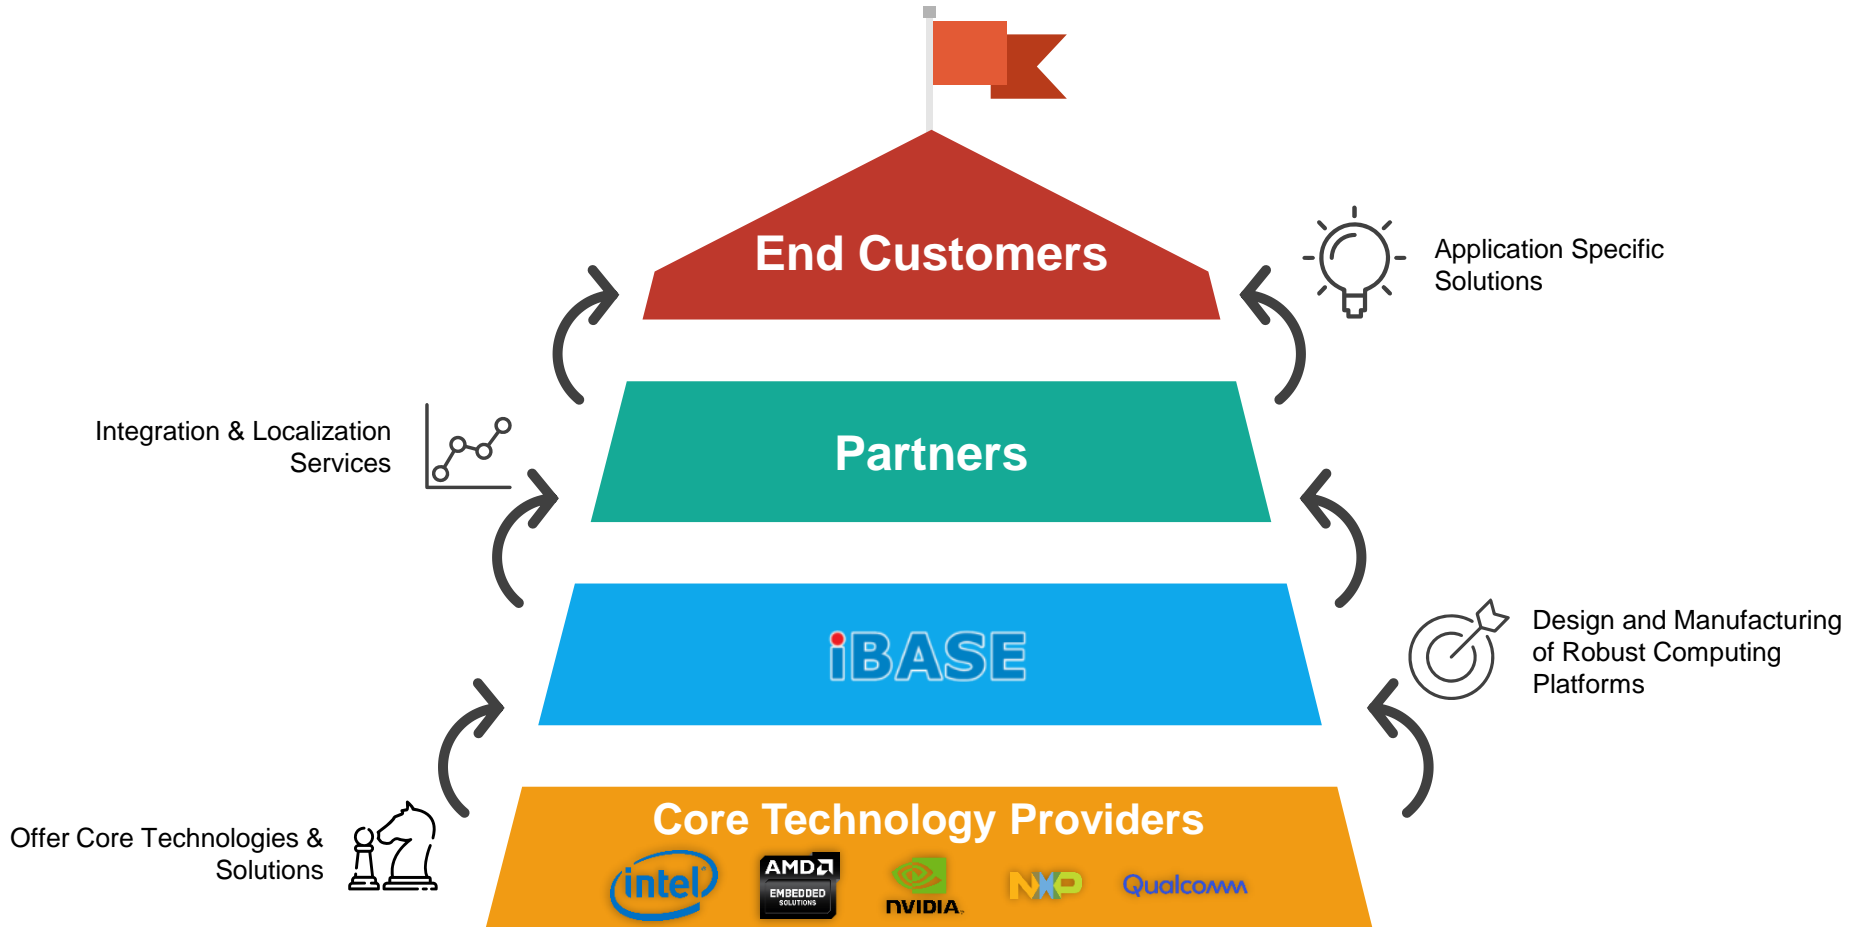 End Customers
Application Specific
Solutions
Integration & Localization
Services
Partners
iBASE
Design and Manufacturing
of Robust Computing
Platforms
Core Technology Providers
Offer Core Technologies &
Solutions
intel
AMD
EMBEDDED
SOLUTIONS
NVIDIA
NXP
Qualcomm